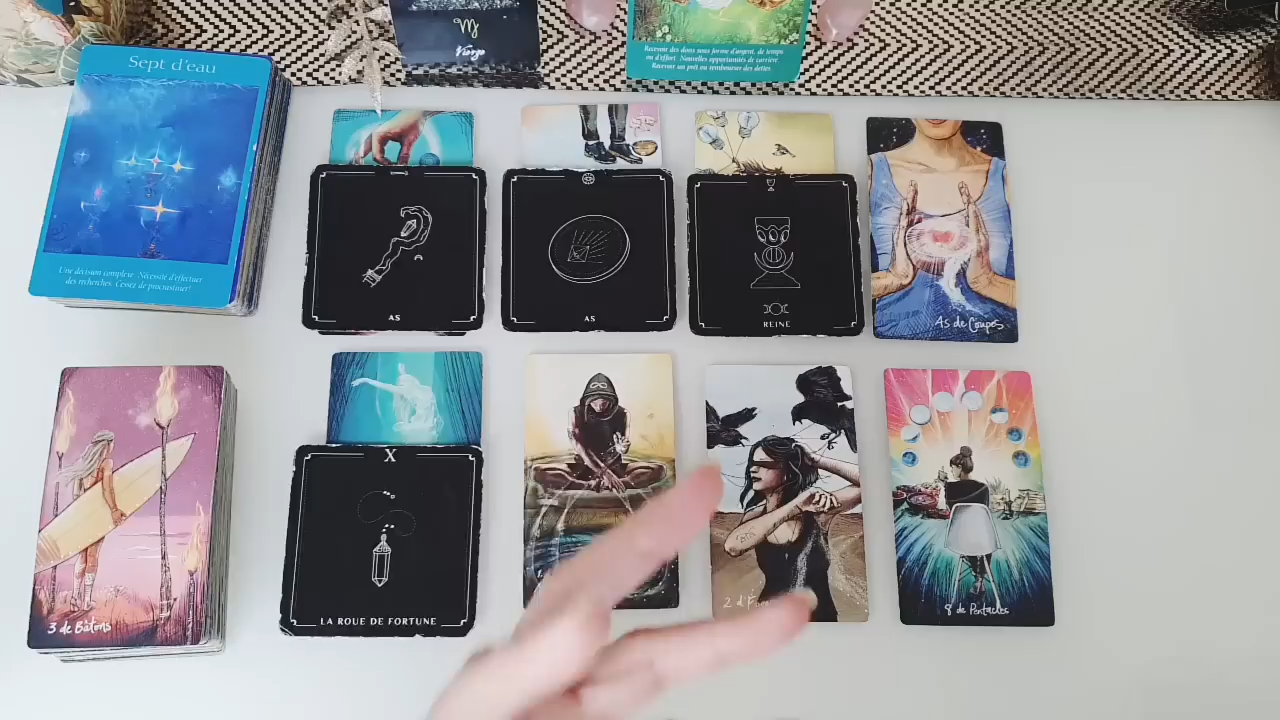 ♍
Virgo
Recevoir des dons sous forme d'argent, de temps
ou d'effort. Nouvelles opportunités de carrière.
Recevoir un prêt ou rembourser des dettes.
Sept d'eau
Une décision complexe. Nécessité d'effectuer
des recherches. Cessez de procrastiner!
AS
AS
REINE
As de Coupes
3 de Bâtons
X
LA ROUE DE FORTUNE
8 de Pentacles